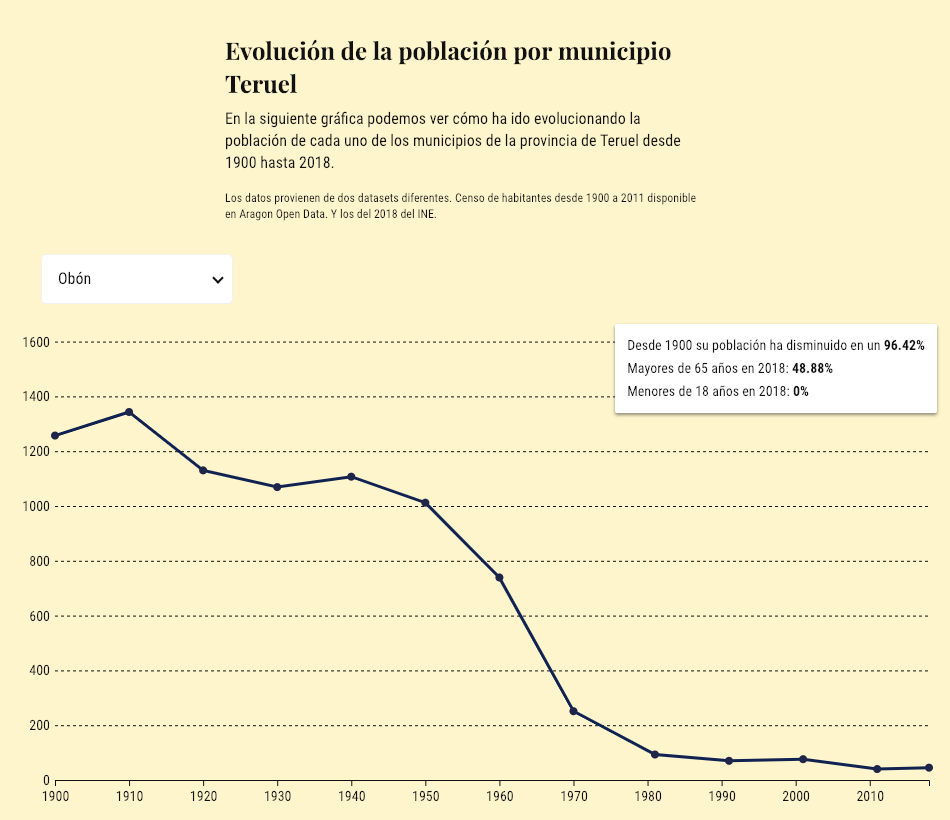 Evolución de la población por municipio
Teruel
En la siguiente gráfica podemos ver cómo ha ido evolucionando la
población de cada uno de los municipios de la provincia de Teruel desde
1900 hasta 2018.
Los datos provienen de dos datasets diferentes. Censo de habitantes desde 1900 a 2011 disponible
en Aragon Open Data. Y los del 2018 del INE.
Obón
Desde 1900 su población ha disminuido en un 96.42%
Mayores de 65 años en 2018: 48.88%
Menores de 18 años en 2018: 0%
1600
1400
1200
1000
800
600
400
200
0
1900 1910 1920 1930 1940 1950 1960 1970 1980 1990 2000 2010